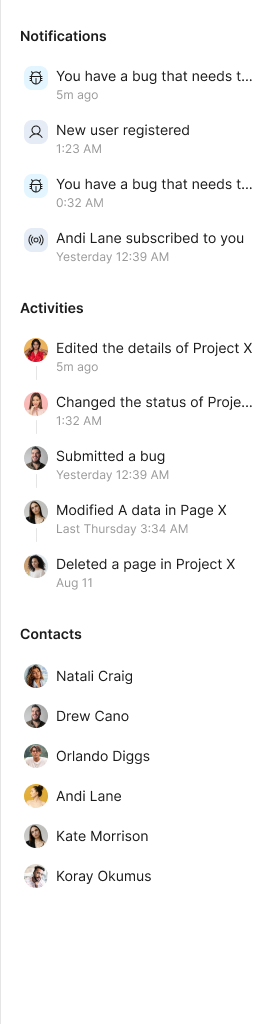 Notifications
You have a bug that needs t...
5m ago
New user registered
1:23 AM
You have a bug that needs t...
0:32 AM
Andi Lane subscribed to you
Yesterday 12:39 AM
Activities
Edited the details of Project X
5m ago
Changed the status of Proje...
1:32 AM
Submitted a bug
Yesterday 12:39 AM
Modified A data in Page X
Last Thursday 3:34 AM
Deleted a page in Project X
Aug 11
Contacts
Natali Craig
Drew Cano
Orlando Diggs
Andi Lane
Kate Morrison
Koray Okumus